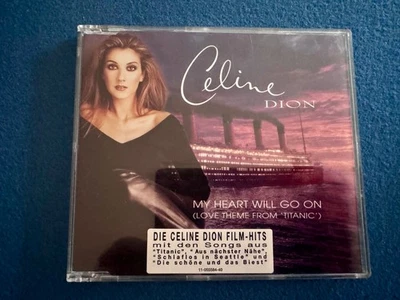 Céline
DION
MY HEART WILL GO ON
(LOVE THEME FROM 'TITANIC')
DIE CELINE DION FILM-HITS
mit den Songs aus
"Titanic", "Aus nächster Nähe",
"Schlaflos in Seattle" und
"Die schöne und das Biest"